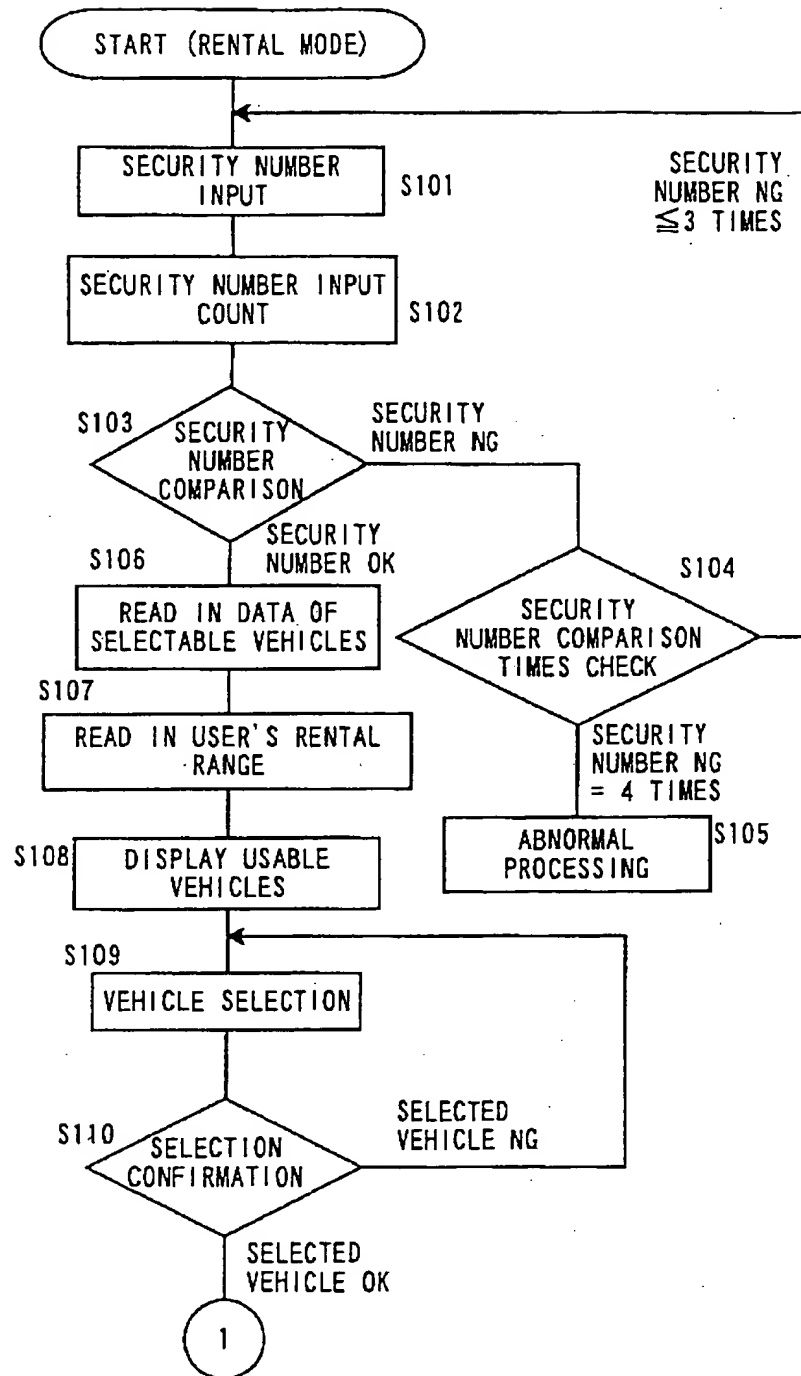 START (RENTAL MODE)
SECURITY
NUMBER NG
≦3 TIMES
SECURITY NUMBER
INPUT
S101
SECURITY NUMBER INPUT
COUNT
S102
S103
SECURITY
NUMBER
COMPARISON
SECURITY
NUMBER NG
SECURITY
NUMBER OK
S104
SECURITY
NUMBER COMPARISON
TIMES CHECK
SECURITY
NUMBER NG
= 4 TIMES
S105
ABNORMAL
PROCESSING
S106
READ IN DATA OF
SELECTABLE VEHICLES
S107
READ IN USER'S RENTAL
RANGE
S108
DISPLAY USABLE
VEHICLES
S109
VEHICLE SELECTION
S110
SELECTION
CONFIRMATION
SELECTED
VEHICLE NG
SELECTED
VEHICLE OK
1